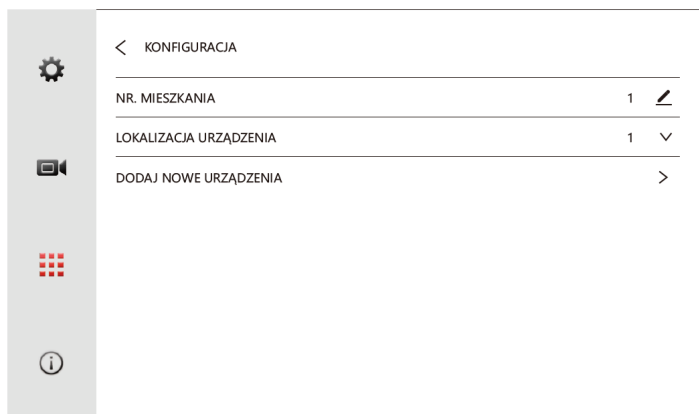 KONFIGURACJA
NR. MIESZKANIA 1
LOKALIZACJA URZĄDZENIA 1
DODAJ NOWE URZĄDZENIA